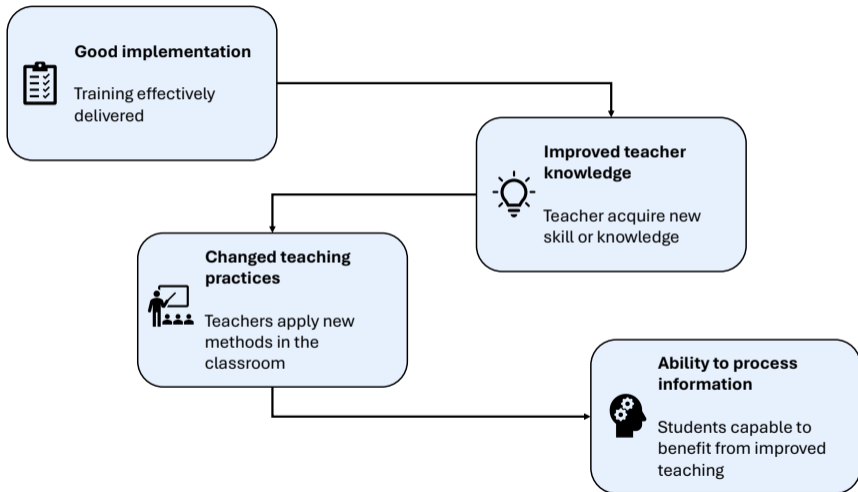 Good implementation
Training effectively
delivered
Improved teacher
knowledge
Teacher acquire new
skill or knowledge
Changed teaching
practices
Teachers apply new
methods in the
classroom
Ability to process
information
Students capable to
benefit from improved
teaching